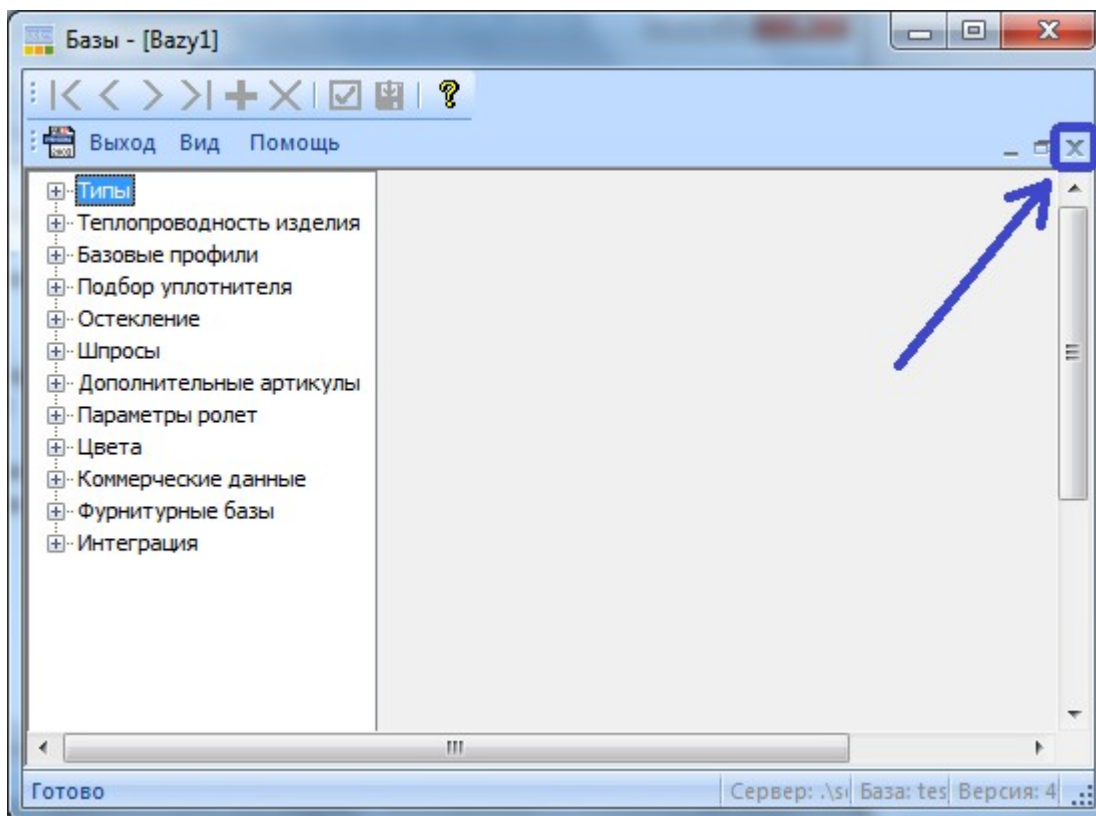 Базы - [Bazy1]
Выход Вид Помощь
Типы
Теплопроводность изделия
Базовые профили
Подбор уплотнителя
Остекление
Шпросы
Дополнительные артикулы
Параметры ролет
Цвета
Коммерческие данные
Фурнитурные базы
Интеграция
Готово Сервер: .\s База: tes Версия: 4